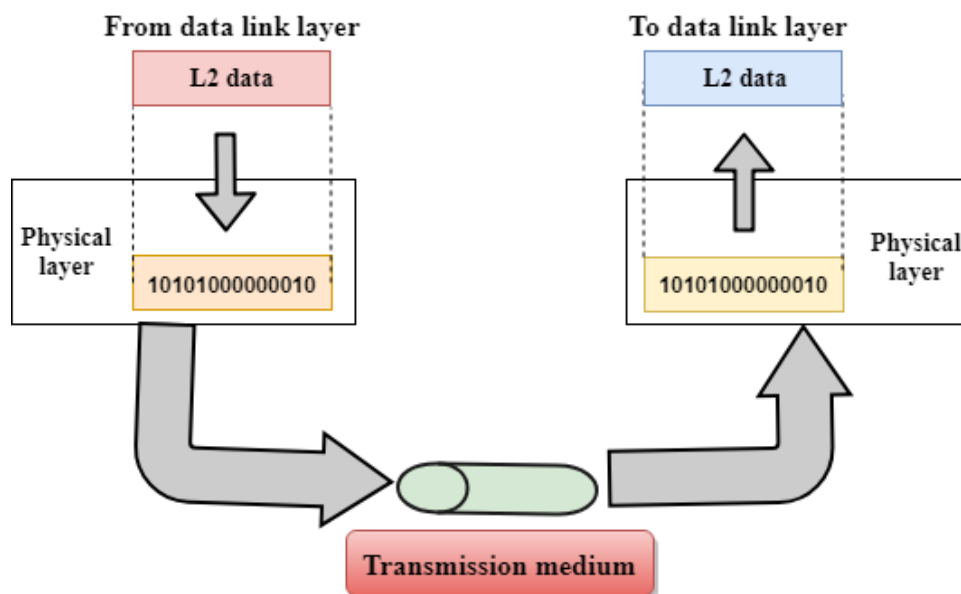 From data link layer
To data link layer
L2 data
L2 data
Physical
layer
Physical
layer
10101000000010
10101000000010
Transmission medium